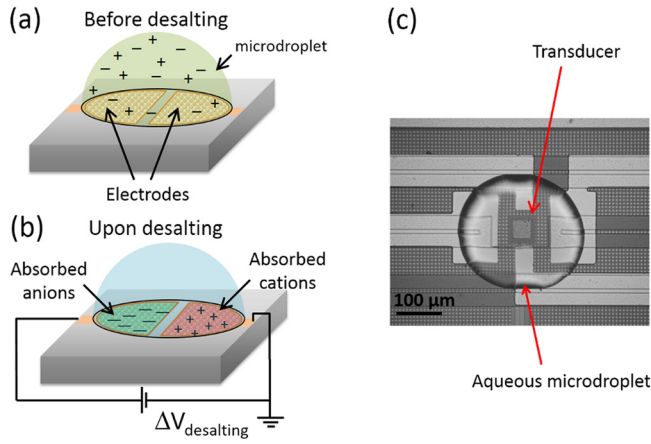 (a)
Before desalting
microdroplet
Electrodes
(b)
Upon desalting
Absorbed
anions
Absorbed
cations
ΔVdesalting
(c)
Transducer
100 μm
Aqueous microdroplet